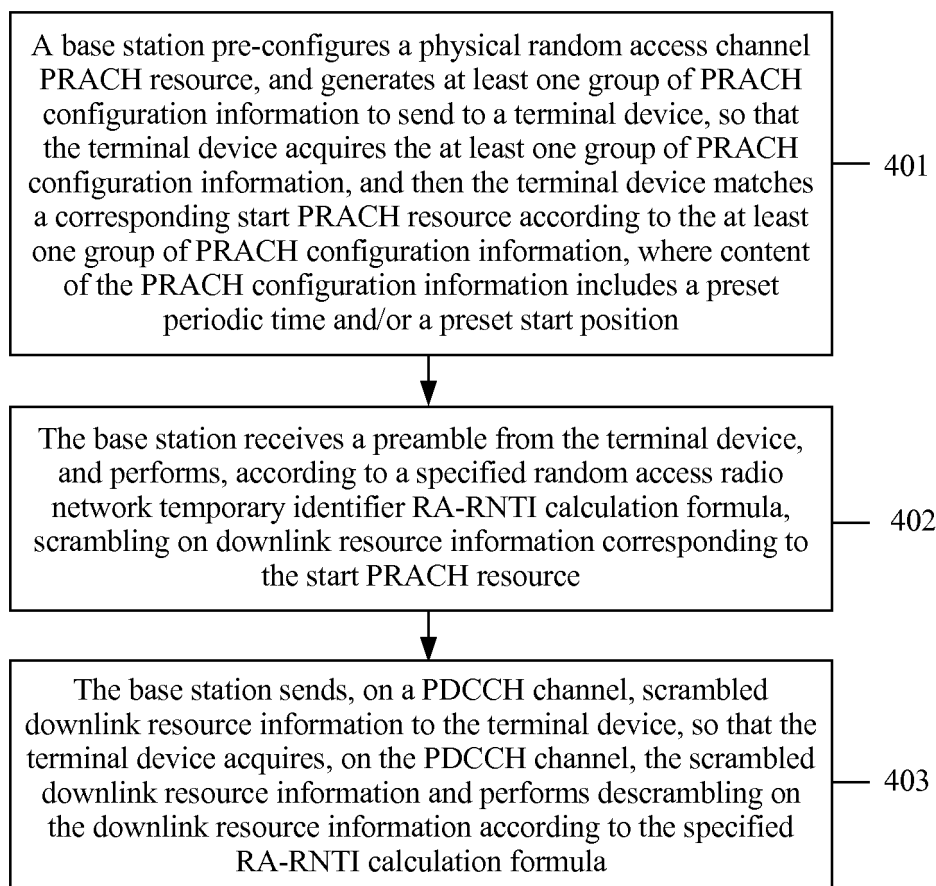 A base station pre-configures a physical random access channel
PRACH resource, and generates at least one group of PRACH
configuration information to send to a terminal device, so that
the terminal device acquires the at least one group of PRACH
configuration information, and then the terminal device matches
a corresponding start PRACH resource according to the at least
one group of PRACH configuration information, where content
of the PRACH configuration information includes a preset
periodic time and/or a preset start position
401
The base station receives a preamble from the terminal device,
and performs, according to a specified random access radio
network temporary identifier RA-RNTI calculation formula,
scrambling on downlink resource information corresponding to
the start PRACH resource
402
The base station sends, on a PDCCH channel, scrambled
downlink resource information to the terminal device, so that the
terminal device acquires, on the PDCCH channel, the scrambled
downlink resource information and performs descrambling on
the downlink resource information according to the specified
RA-RNTI calculation formula
403